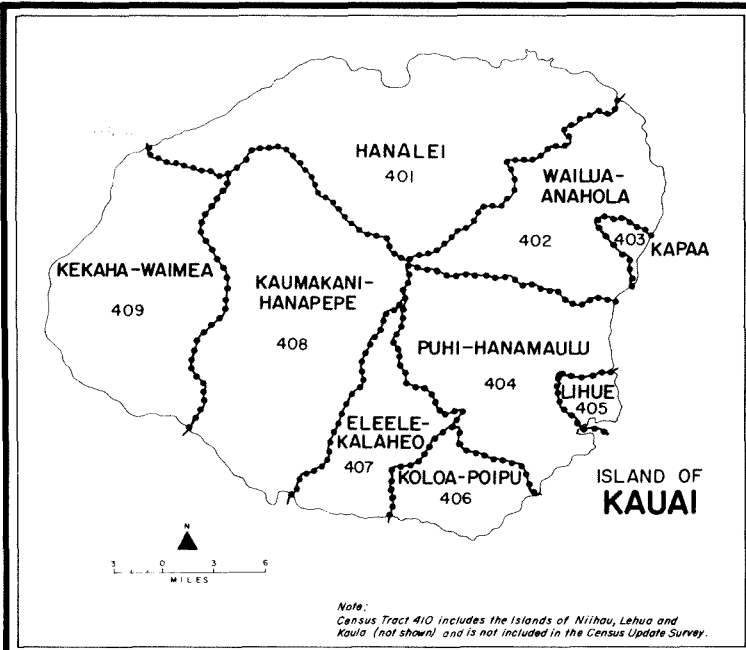 HANALEI
401
WAILUA-
ANAHOLA
402
403
KAPAA
KEKAHA-WAIMEA
409
KAUMAKANI-
HANAPEPE
408
PUHI-HANAMAULU
404
LIHUE
405
ELEELE-
KALAHEO
407
KOLOA-POIPU
406
ISLAND OF
KAUAI
N
3 0 3 6
MILES
Note:
Census Tract 410 includes the Islands of Niihau, Lehua and
Kaula (not shown) and is not included in the Census Update Survey.